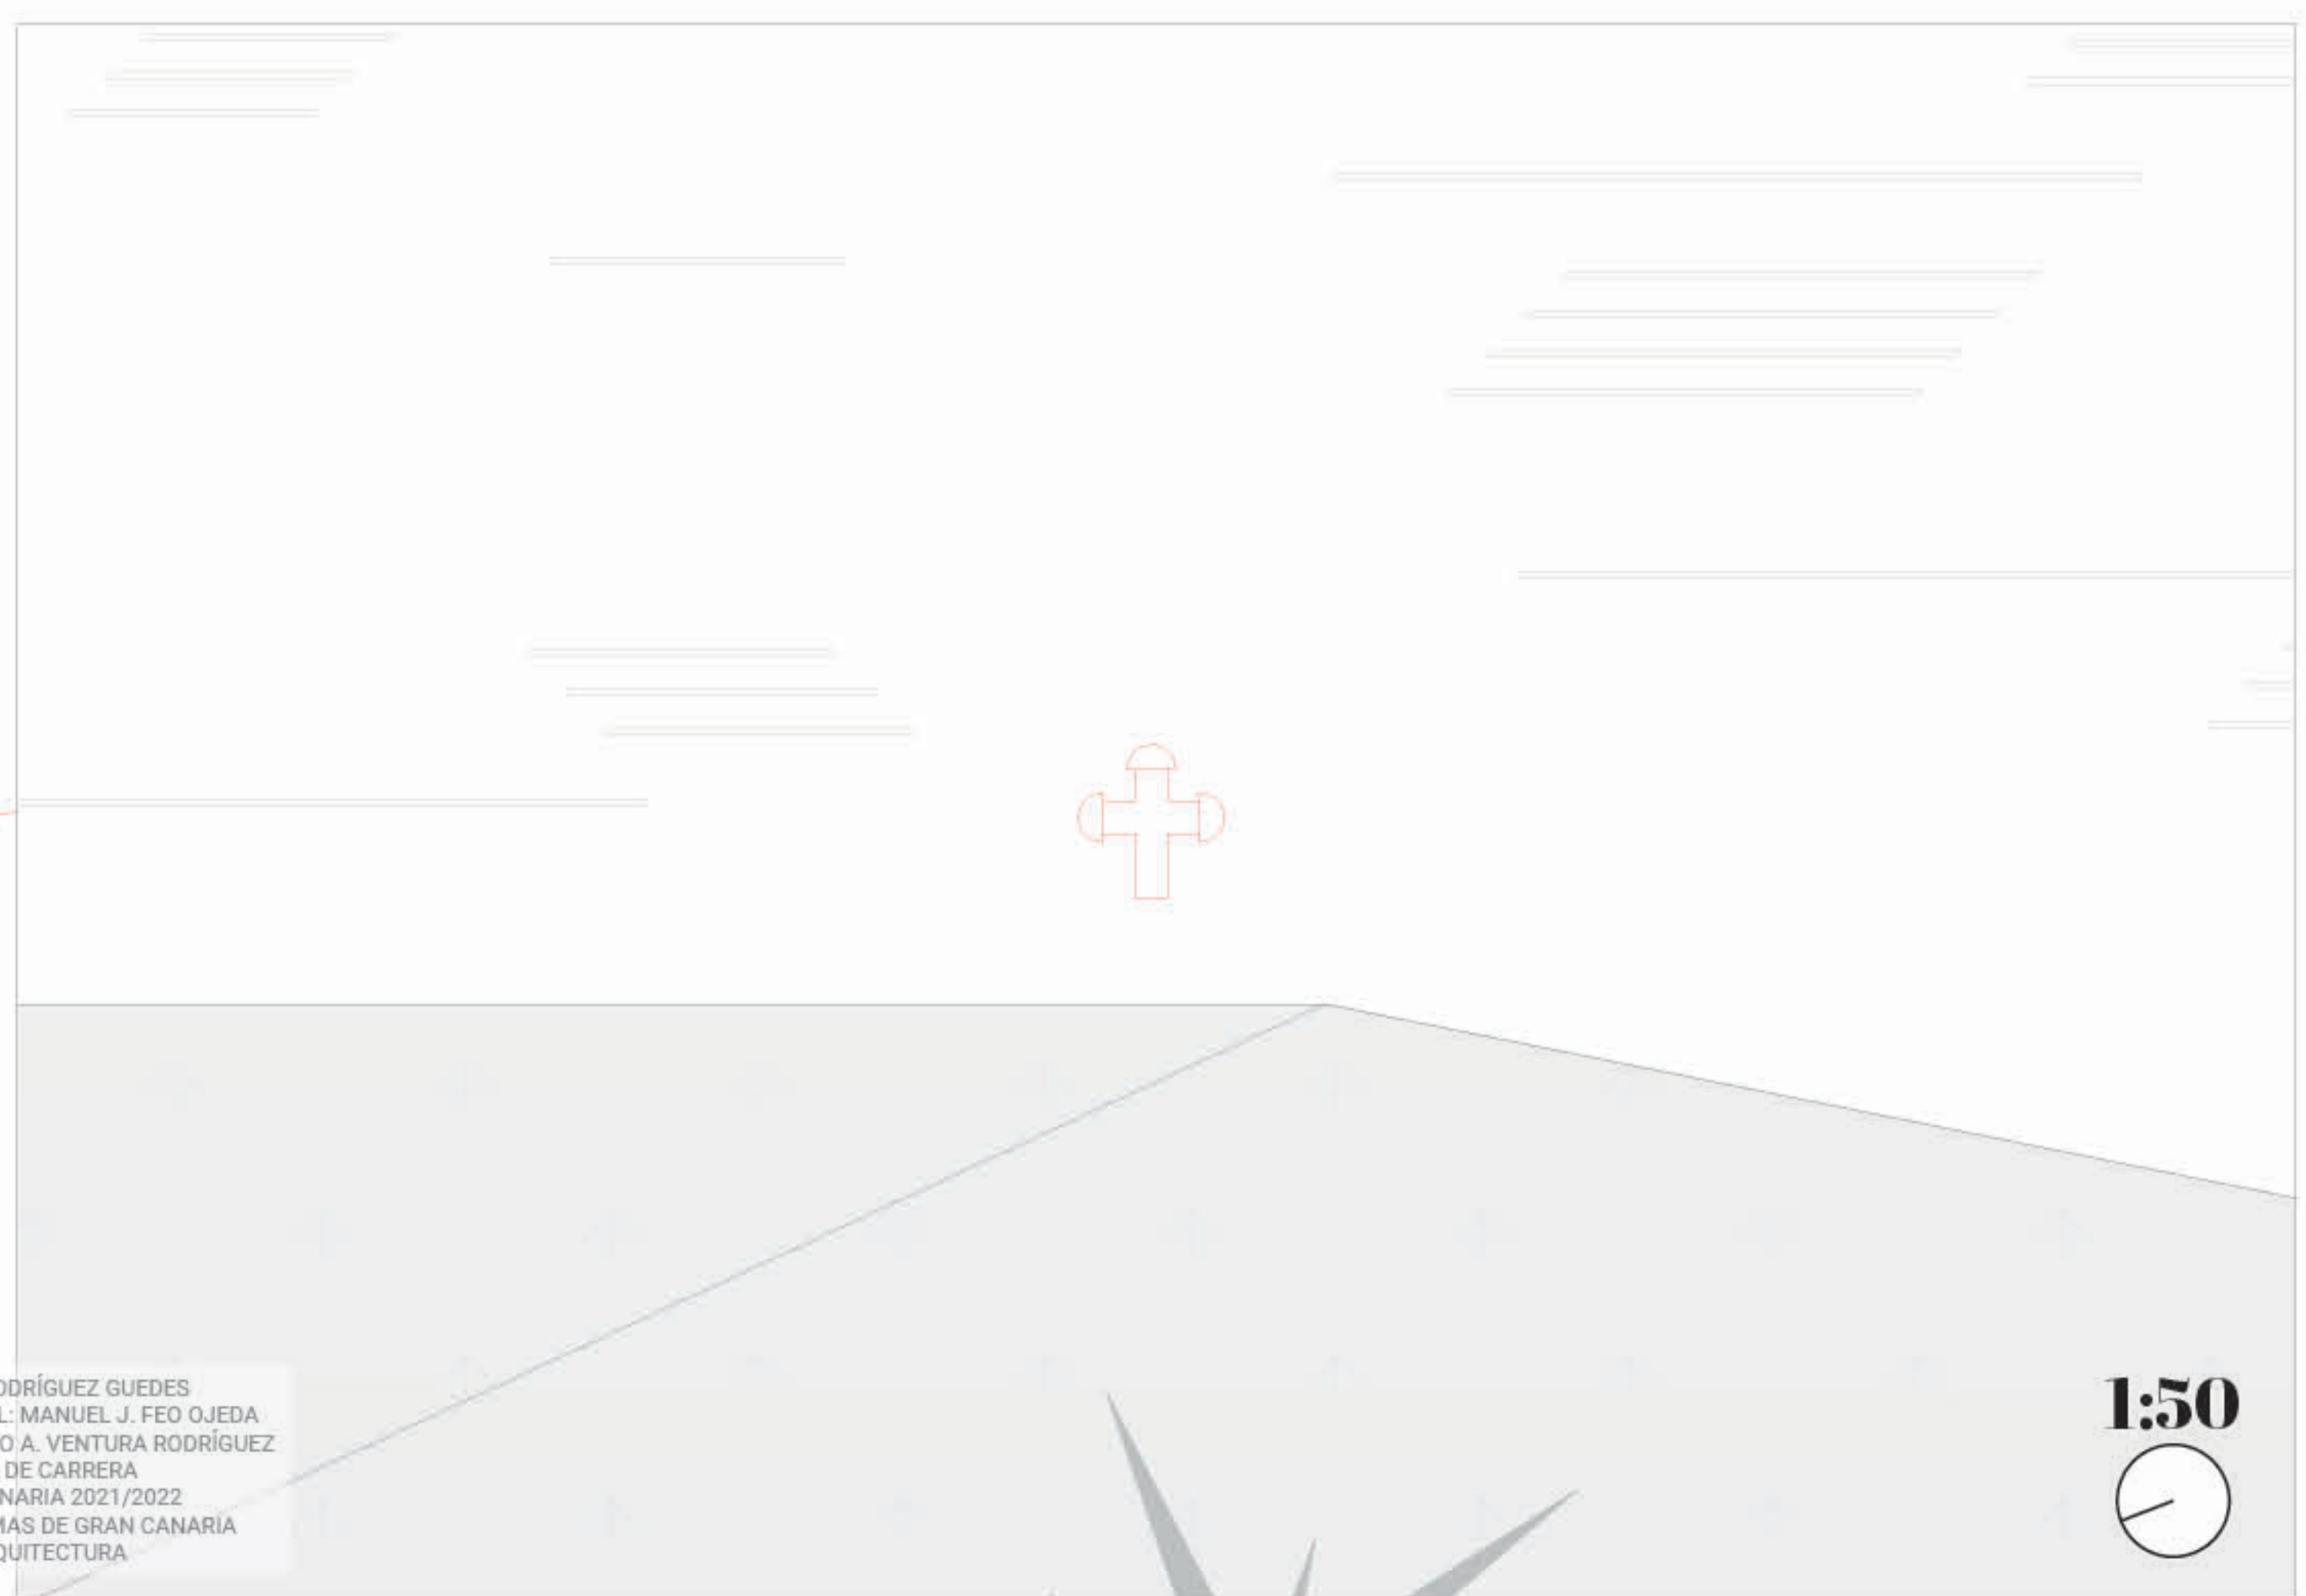 ODRÍGUEZ GUEDES
L: MANUEL J. FEO OJEDA
O A. VENTURA RODRÍGUEZ
DE CARRERA
NARIA 2021/2022
MAS DE GRAN CANARIA
QUITECTURA
1:50